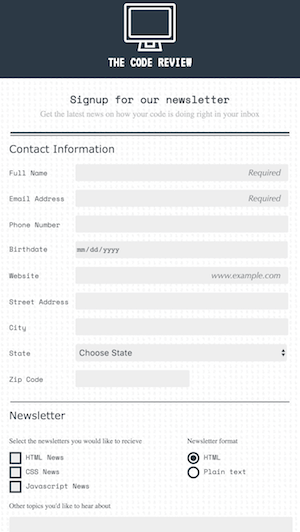 THE CODE REVIEW
Signup for our newsletter
Get the latest news on how your code is doing right in your inbox
Contact Information
Full Name Required
Email Address Required
Phone Number
Birthdate mm/dd/yyyy
Website www.example.com
Street Address
City
State Choose State
Zip Code
Newsletter
Select the newsletters you would like to recieve
HTML News
CSS News
Javascript News
Newsletter format
HTML
Plain text
Other topics you'd like to hear about